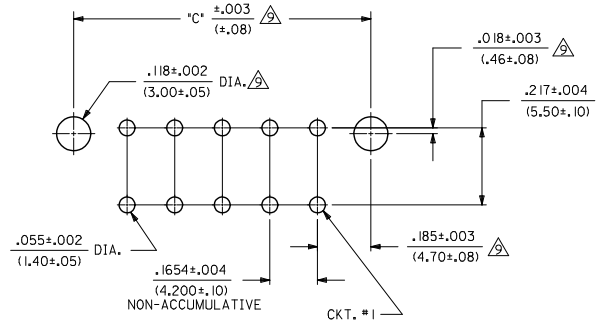 "C" ±.003 9
(±.08)
.018±.003 9
(.46±.08)
.118±.002 DIA. 9
(3.00±.05)
.217±.004
(5.50±.10)
.055±.002 DIA.
(1.40±.05)
.1654±.004
(4.200±.10)
NON-ACCUMULATIVE
.185±.003 9
(4.70±.08)
CKT. #1